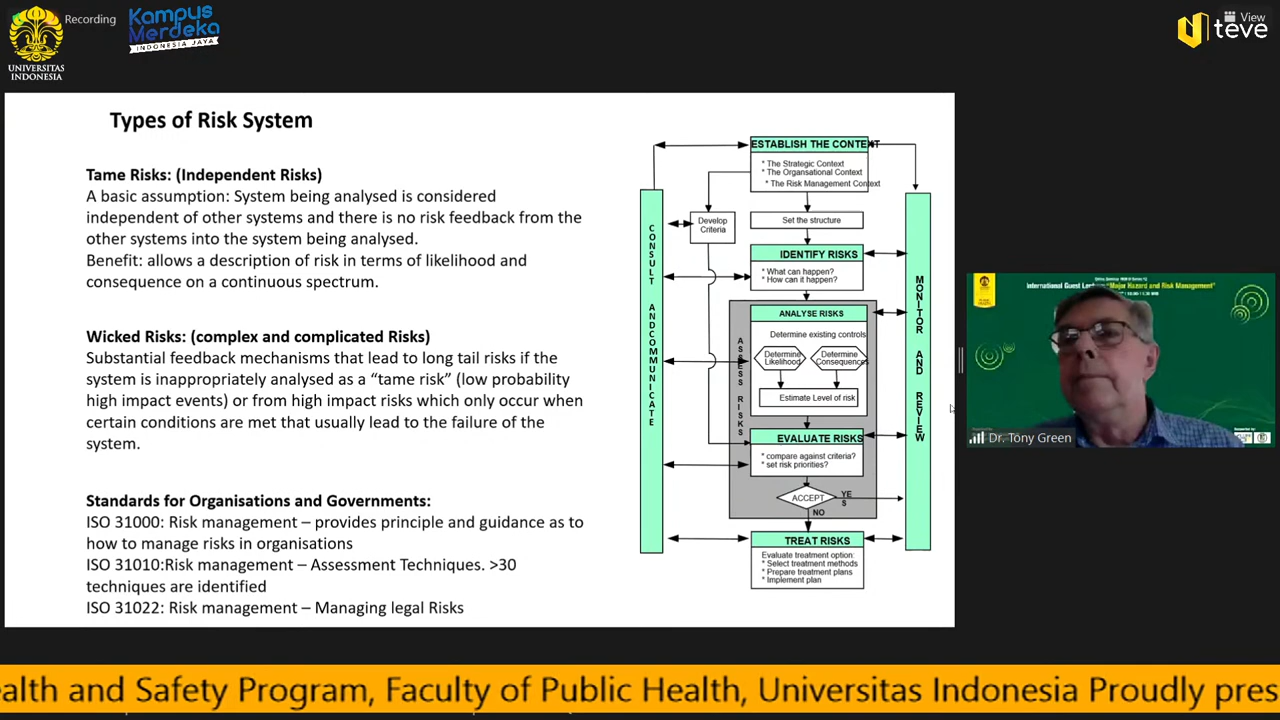 Recording
UNIVERSITAS
INDONESIA
Kampus
Merdeka
INDONESIA JAYA
View
teve
Types of Risk System
Tame Risks: (Independent Risks)
A basic assumption: System being analysed is considered
independent of other systems and there is no risk feedback from the
other systems into the system being analysed.
Benefit: allows a description of risk in terms of likelihood and
consequence on a continuous spectrum.
Wicked Risks: (complex and complicated Risks)
Substantial feedback mechanisms that lead to long tail risks if the
system is inappropriately analysed as a “tame risk” (low probability
high impact events) or from high impact risks which only occur when
certain conditions are met that usually lead to the failure of the
system.
Standards for Organisations and Governments:
ISO 31000: Risk management – provides principle and guidance as to
how to manage risks in organisations
ISO 31010:Risk management – Assessment Techniques. >30
techniques are identified
ISO 31022: Risk management – Managing legal Risks
CONSULT ANDCOMMUNICATE
ESTABLISH THE CONTEXT
* The Strategic Context
* The Organisational Context
* The Risk Management Context
Develop
Criteria
Set the structure
IDENTIFY RISKS
* What can happen?
* How can it happen?
ASSESS RISKS
ANALYSE RISKS
Determine existing controls
Determine
Likelihood
Determine
Consequences
Estimate Level of risk
EVALUATE RISKS
* compare against criteria?
* set risk priorities?
ACCEPT
YE
S
NO
TREAT RISKS
Evaluate treatment option:
* Select treatment methods
* Prepare treatment plans
* Implement plan
MONITOR AND REVIEW
International Guest Lecture "Major Hazard and Risk Management"
Dr. Tony Green
ealth and Safety Program, Faculty of Public Health, Universitas Indonesia Proudly pres